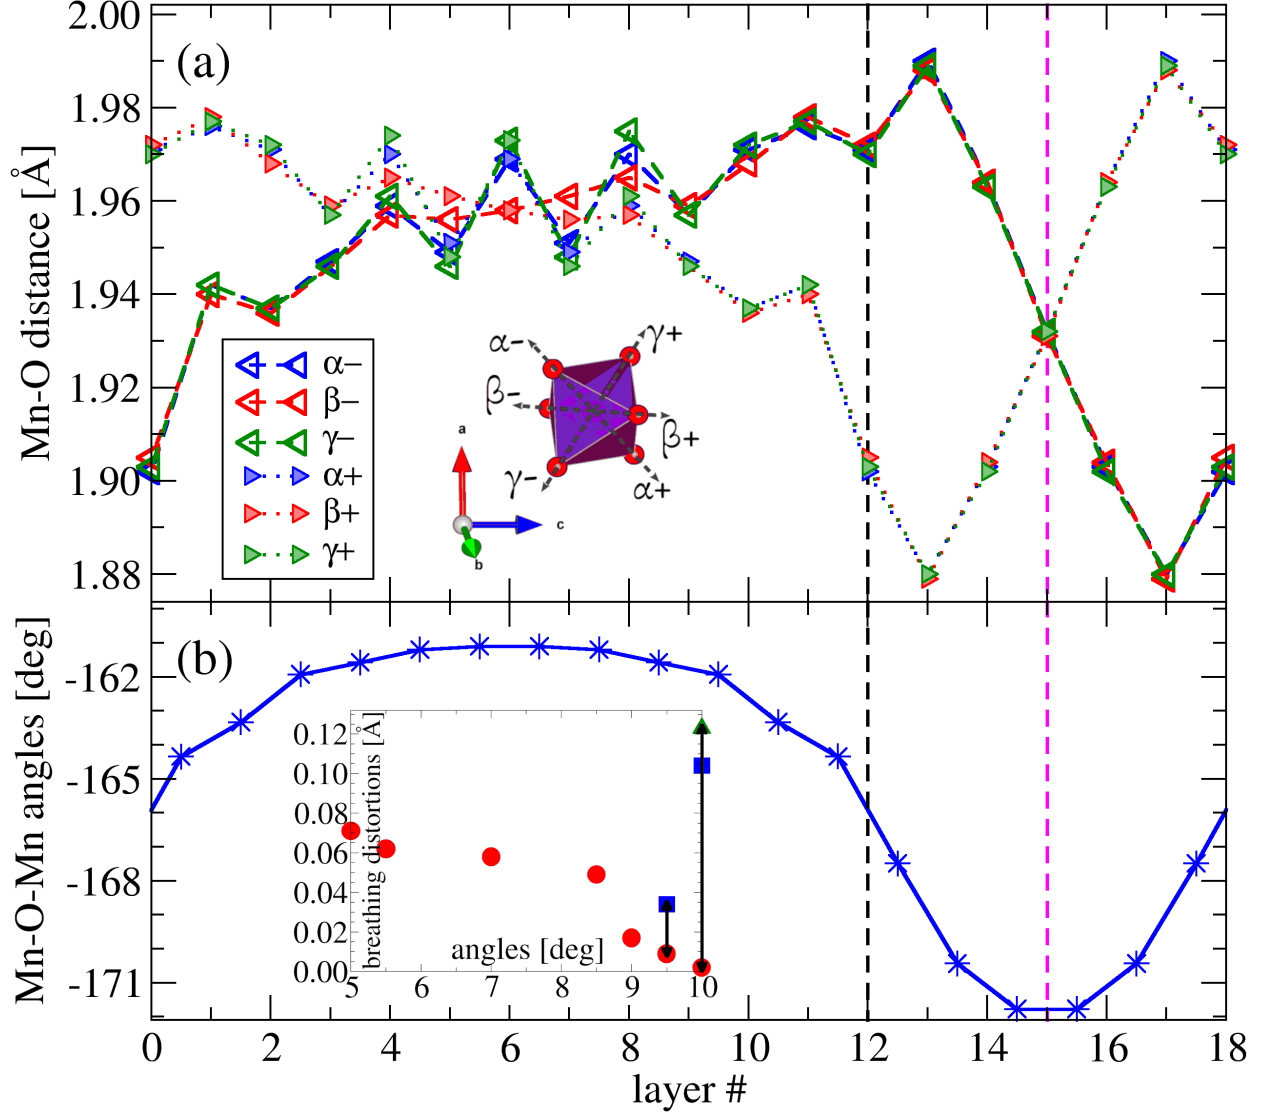 2.00
1.98
1.96
1.94
1.92
1.90
1.88
Mn-O distance [Å]
(a)
α−
β−
γ−
α+
β+
γ+
α-
γ+
β-
β+
γ-
α+
a
c
b
(b)
Mn-O-Mn angles [deg]
-162
-165
-168
-171
0.12
0.10
0.08
0.06
0.04
0.02
0.00
breathing distortions [Å]
angles [deg]
5 6 7 8 9 10
0 2 4 6 8 10 12 14 16 18
layer #